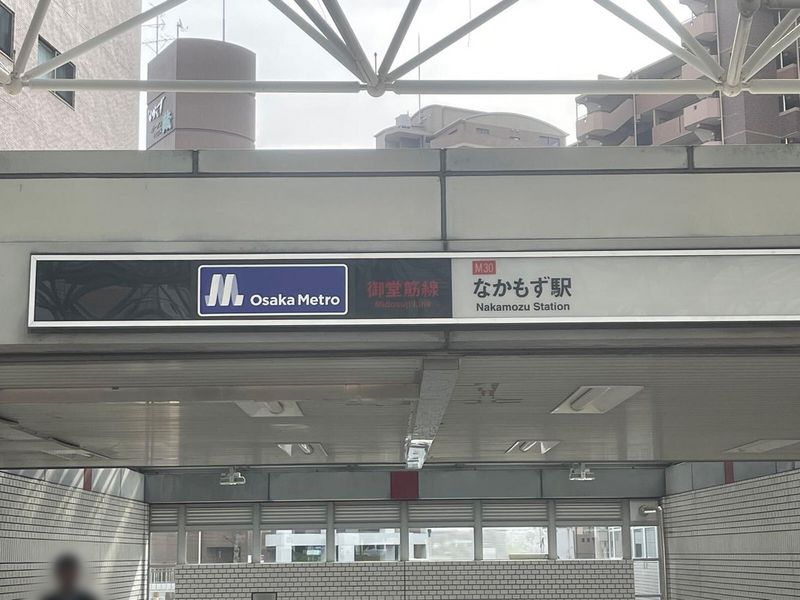 Osaka Metro
御堂筋線
Midosuji Line
M30
なかもず駅
Nakamozu Station